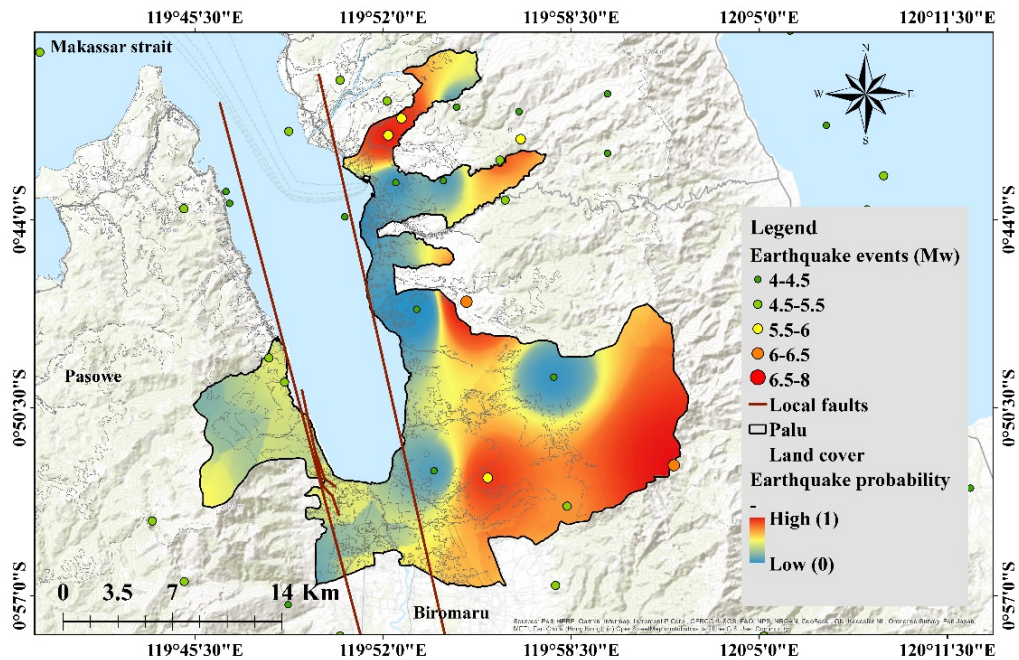 119°45'30"E 119°52'0"E 119°58'30"E 120°5'0"E 120°11'30"E
Makassar strait
N
W E
S
0°44'0"S 0°44'0"S
Legend
Earthquake events (Mw)
4-4.5
4.5-5.5
5.5-6
6-6.5
6.5-8
Local faults
Palu
Land cover
Earthquake probability
-
High (1)
Low (0)
Pasowe
0°50'30"S 0°50'30"S
0°57'0"S 0°57'0"S
0 3.5 7 14 Km
Biromaru
119°45'30"E 119°52'0"E 119°58'30"E 120°5'0"E 120°11'30"E